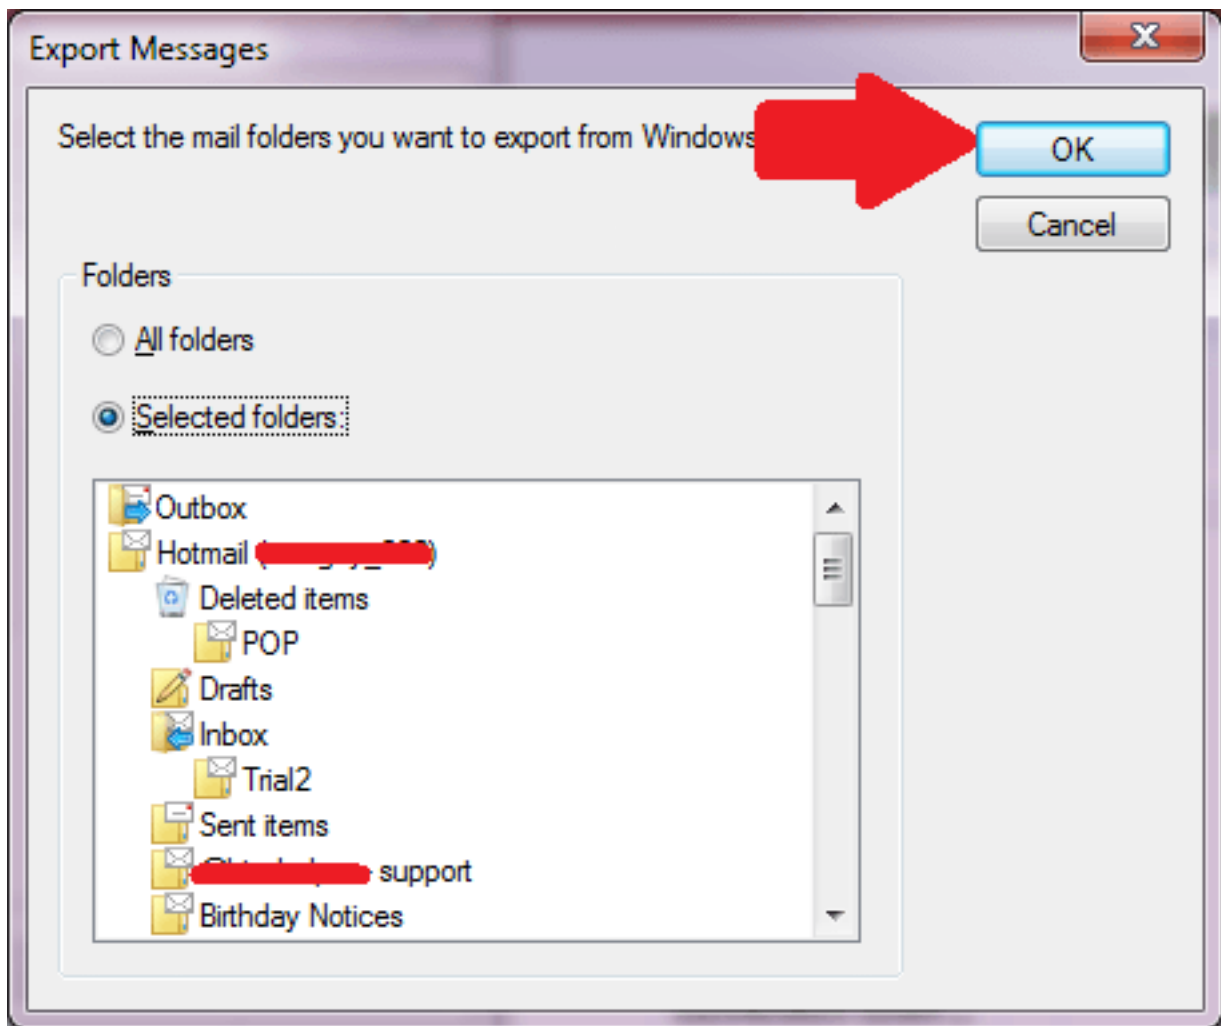 Export Messages
Select the mail folders you want to export from Windows
OK
Cancel
Folders
All folders
Selected folders:
Outbox
Hotmail (
Deleted items
POP
Drafts
Inbox
Trial2
Sent items
support
Birthday Notices